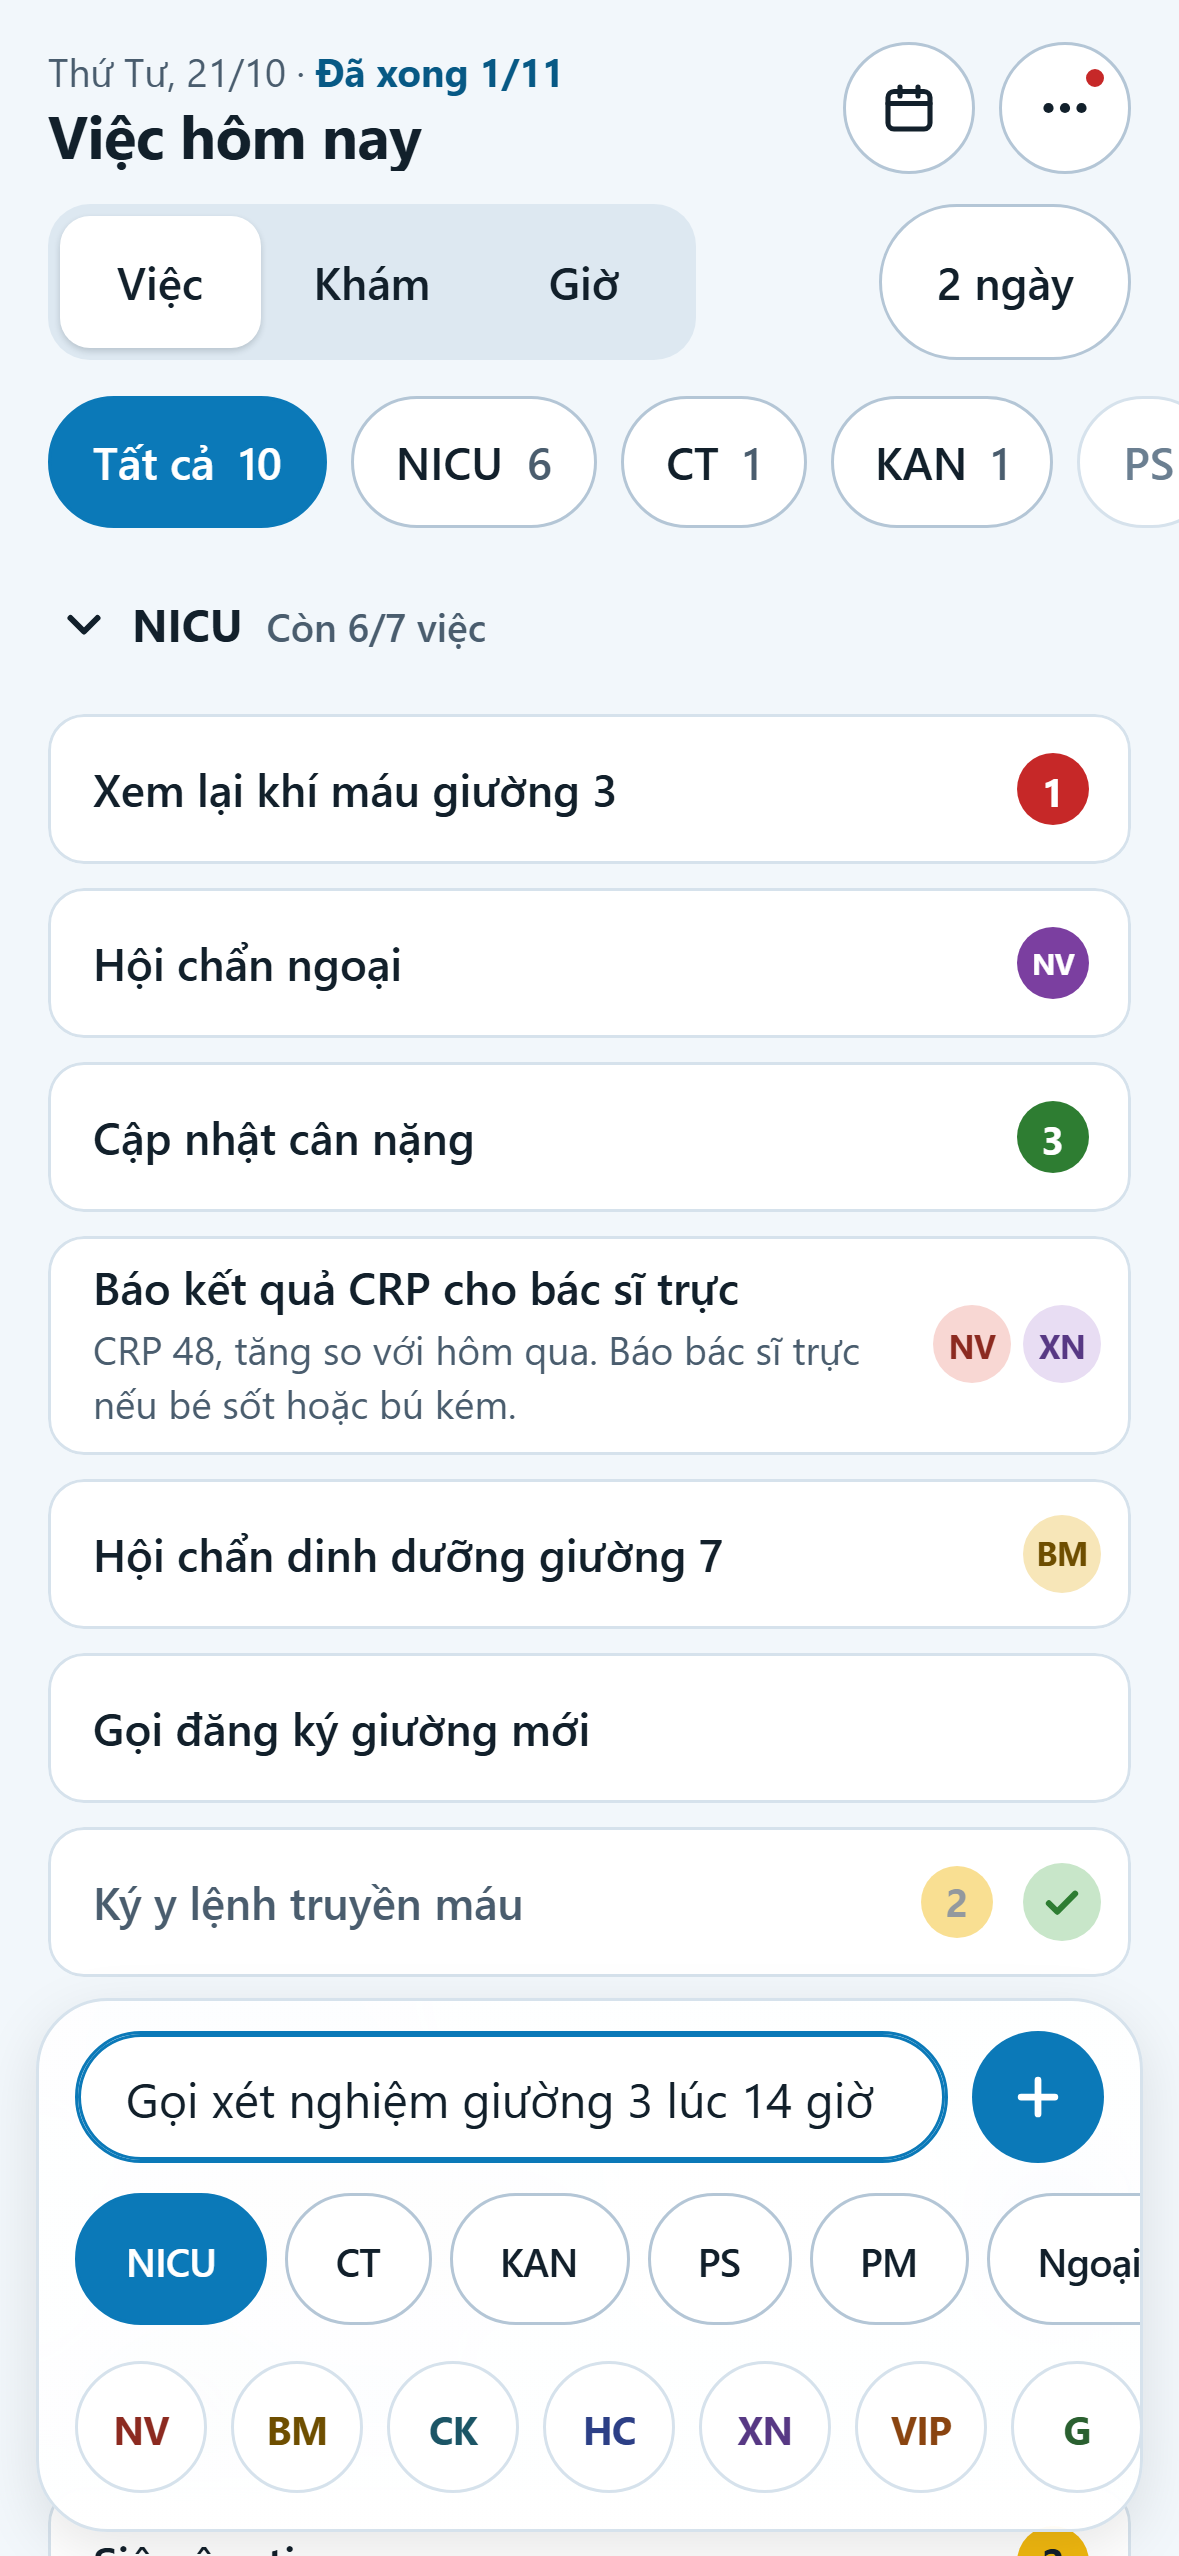 Thứ Tư, 21/10 · Đã xong 1/11
Việc hôm nay
Việc Khám Giờ 2 ngày
Tất cả 10 NICU 6 CT 1 KAN 1 PS
NICU Còn 6/7 việc
Xem lại khí máu giường 3 1
Hội chẩn ngoại NV
Cập nhật cân nặng 3
Báo kết quả CRP cho bác sĩ trực
CRP 48, tăng so với hôm qua. Báo bác sĩ trực
nếu bé sốt hoặc bú kém.
NV XN
Hội chẩn dinh dưỡng giường 7 BM
Gọi đăng ký giường mới
Ký y lệnh truyền máu 2
Gọi xét nghiệm giường 3 lúc 14 giờ
NICU CT KAN PS PM Ngoại
NV BM CK HC XN VIP G